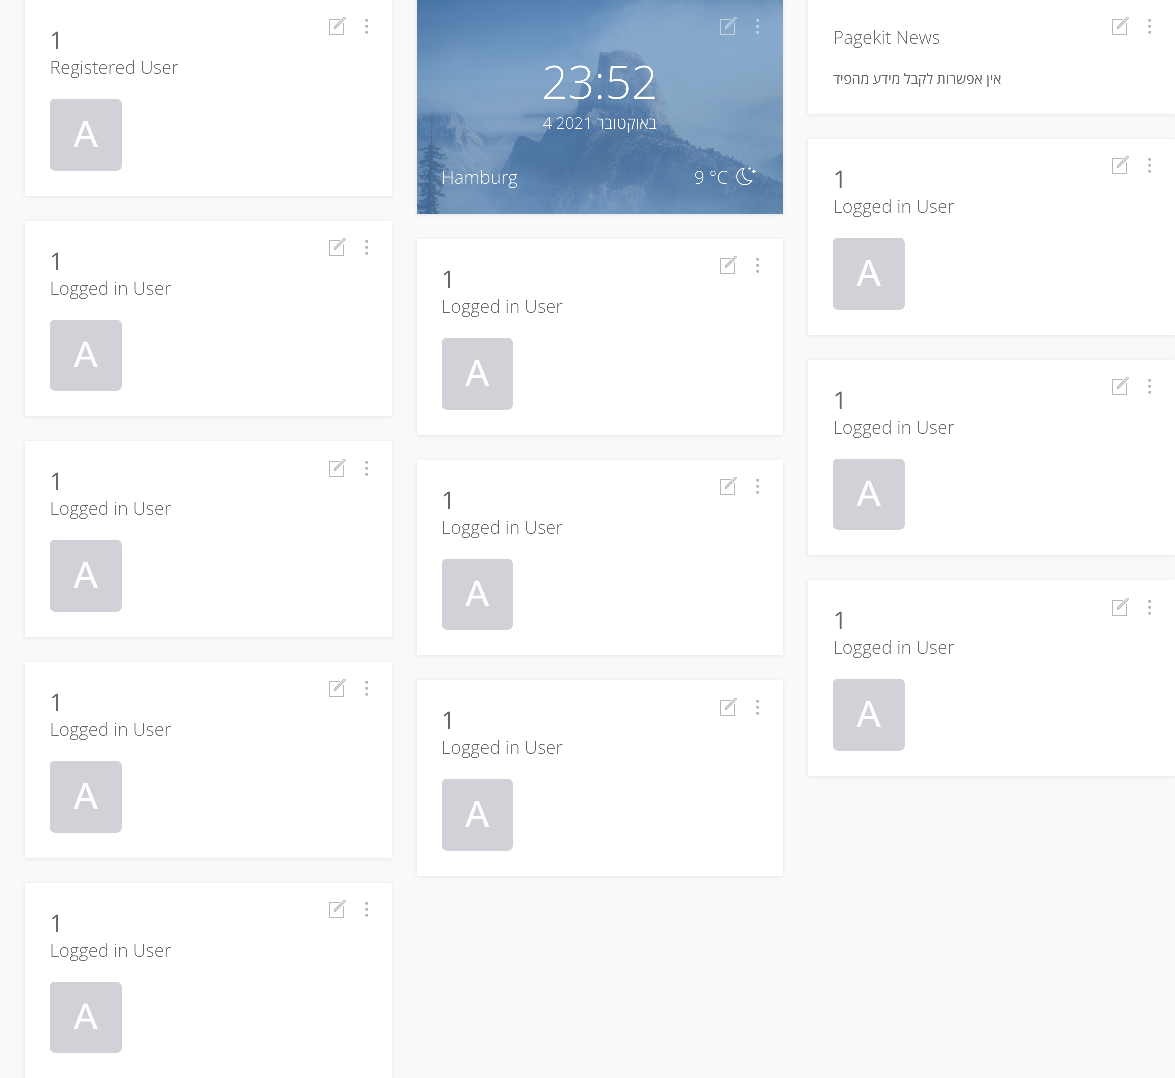 1
Registered User
A
1
Logged in User
A
1
Logged in User
A
1
Logged in User
A
1
Logged in User
A
23:52
4 באוקטובר 2021
Hamburg
9 °C
1
Logged in User
A
1
Logged in User
A
1
Logged in User
A
Pagekit News
אין אפשרות לקבל מידע מהפיד
1
Logged in User
A
1
Logged in User
A
1
Logged in User
A